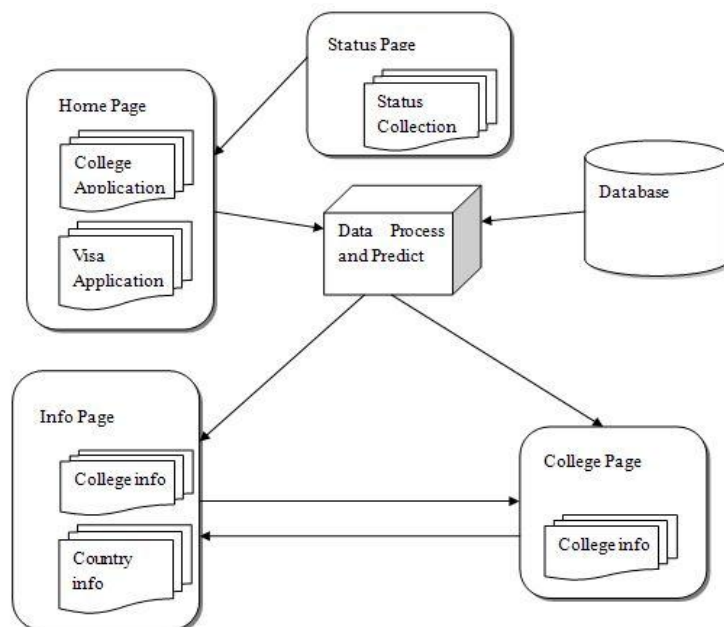 Status Page
Status
Collection
Home Page
College
Application
Visa
Application
Data Process
and Predict
Database
Info Page
College info
Country
info
College Page
College info